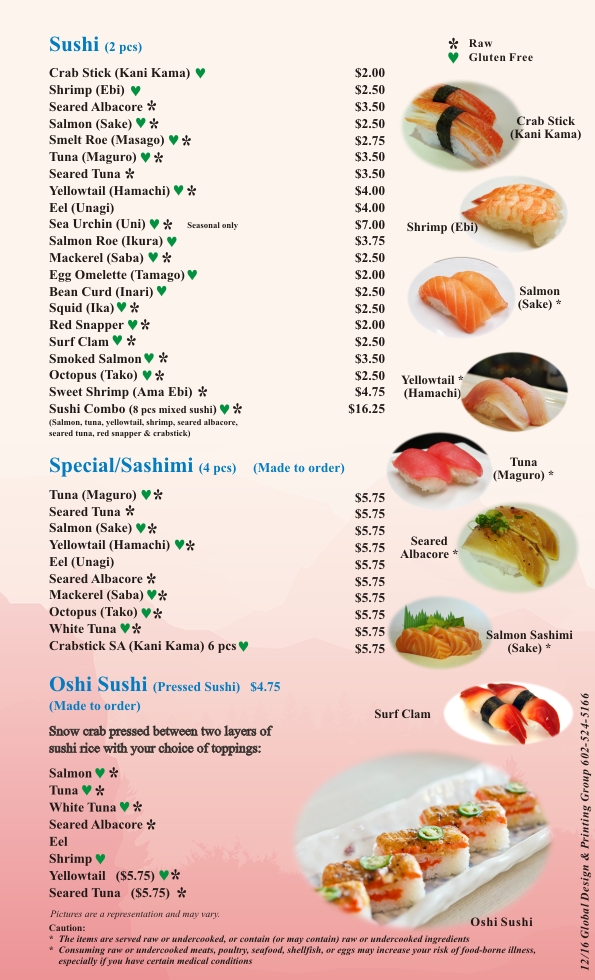 Sushi (2 pcs)
* Raw
♥ Gluten Free
Crab Stick (Kani Kama) ♥ $2.00
Shrimp (Ebi) ♥ $2.50
Seared Albacore * $3.50
Salmon (Sake) ♥ * $2.50
Smelt Roe (Masago) ♥ * $2.75
Tuna (Maguro) ♥ * $3.50
Seared Tuna * $3.50
Yellowtail (Hamachi) ♥ * $4.00
Eel (Unagi) $4.00
Sea Urchin (Uni) ♥ * Seasonal only $7.00
Salmon Roe (Ikura) ♥ $3.75
Mackerel (Saba) ♥ * $2.50
Egg Omelette (Tamago) ♥ $2.00
Bean Curd (Inari) ♥ $2.50
Squid (Ika) ♥ * $2.50
Red Snapper ♥ * $2.00
Surf Clam ♥ * $2.50
Smoked Salmon ♥ * $3.50
Octopus (Tako) ♥ * $2.50
Sweet Shrimp (Ama Ebi) * $4.75
Sushi Combo (8 pcs mixed sushi) ♥ * $16.25
(Salmon, tuna, yellowtail, shrimp, seared albacore,
seared tuna, red snapper & crabstick)
Crab Stick
(Kani Kama)
Shrimp (Ebi)
Salmon
(Sake) *
Yellowtail *
(Hamachi)
Tuna
(Maguro) *
Seared
Albacore *
Salmon Sashimi
(Sake) *
Surf Clam
Special/Sashimi (4 pcs) (Made to order)
Tuna (Maguro) ♥ * $5.75
Seared Tuna * $5.75
Salmon (Sake) ♥ * $5.75
Yellowtail (Hamachi) ♥ * $5.75
Eel (Unagi) $5.75
Seared Albacore * $5.75
Mackerel (Saba) ♥ * $5.75
Octopus (Tako) ♥ * $5.75
White Tuna ♥ * $5.75
Crabstick SA (Kani Kama) 6 pcs ♥ $5.75
Oshi Sushi (Pressed Sushi) $4.75
(Made to order)
Snow crab pressed between two layers of
sushi rice with your choice of toppings:
Salmon ♥ *
Tuna ♥ *
White Tuna ♥ *
Seared Albacore *
Eel
Shrimp ♥
Yellowtail ($5.75) ♥ *
Seared Tuna ($5.75) *
Oshi Sushi
Pictures are a representation and may vary.
Caution:
* The items are served raw or undercooked, or contain (or may contain) raw or undercooked ingredients
* Consuming raw or undercooked meats, poultry, seafood, shellfish, or eggs may increase your risk of food-borne illness,
especially if you have certain medical conditions
12/16 Global Design & Printing Group 602-524-5166